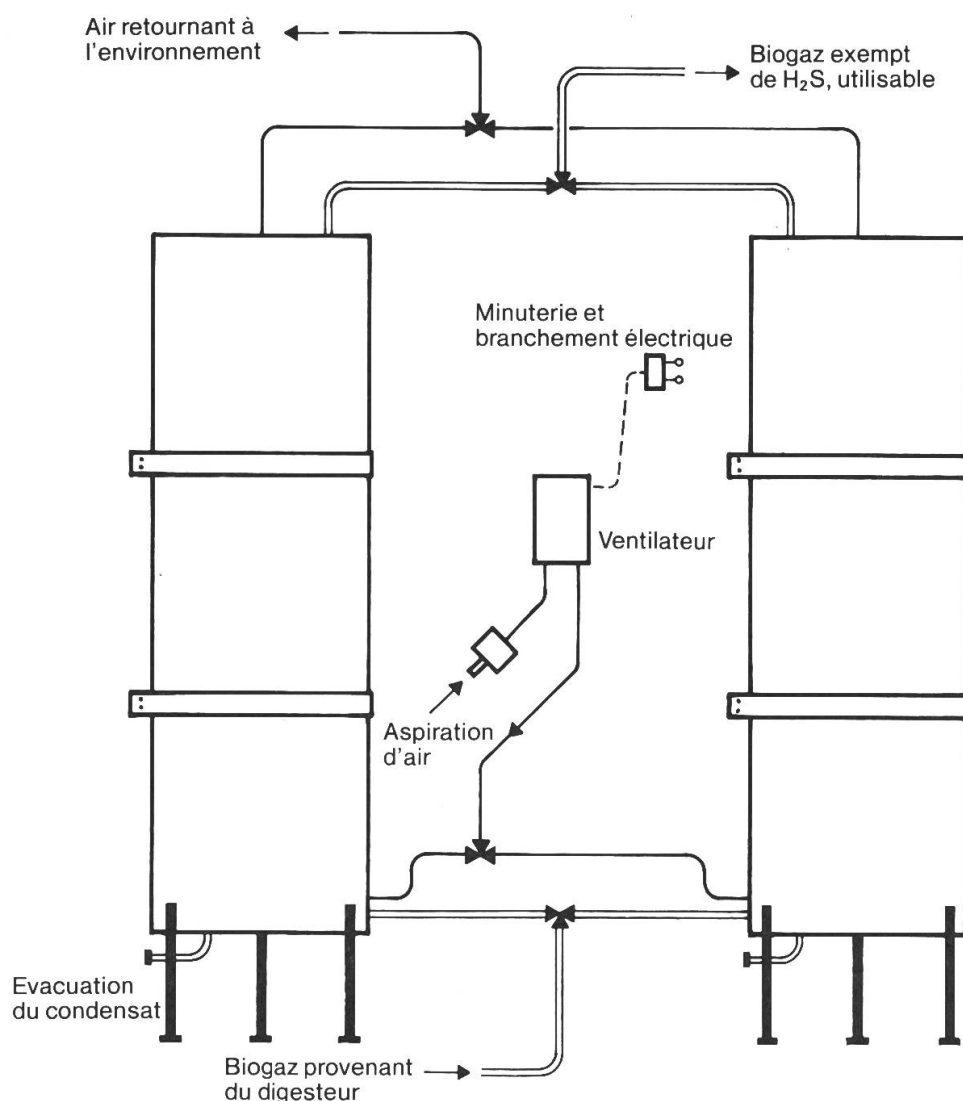 Air retournant à
l'environnement
Biogaz exempt
de H₂S, utilisable
Minuterie et
branchement électrique
Ventilateur
Aspiration
d'air
Evacuation
du condensat
Biogaz provenant
du digesteur